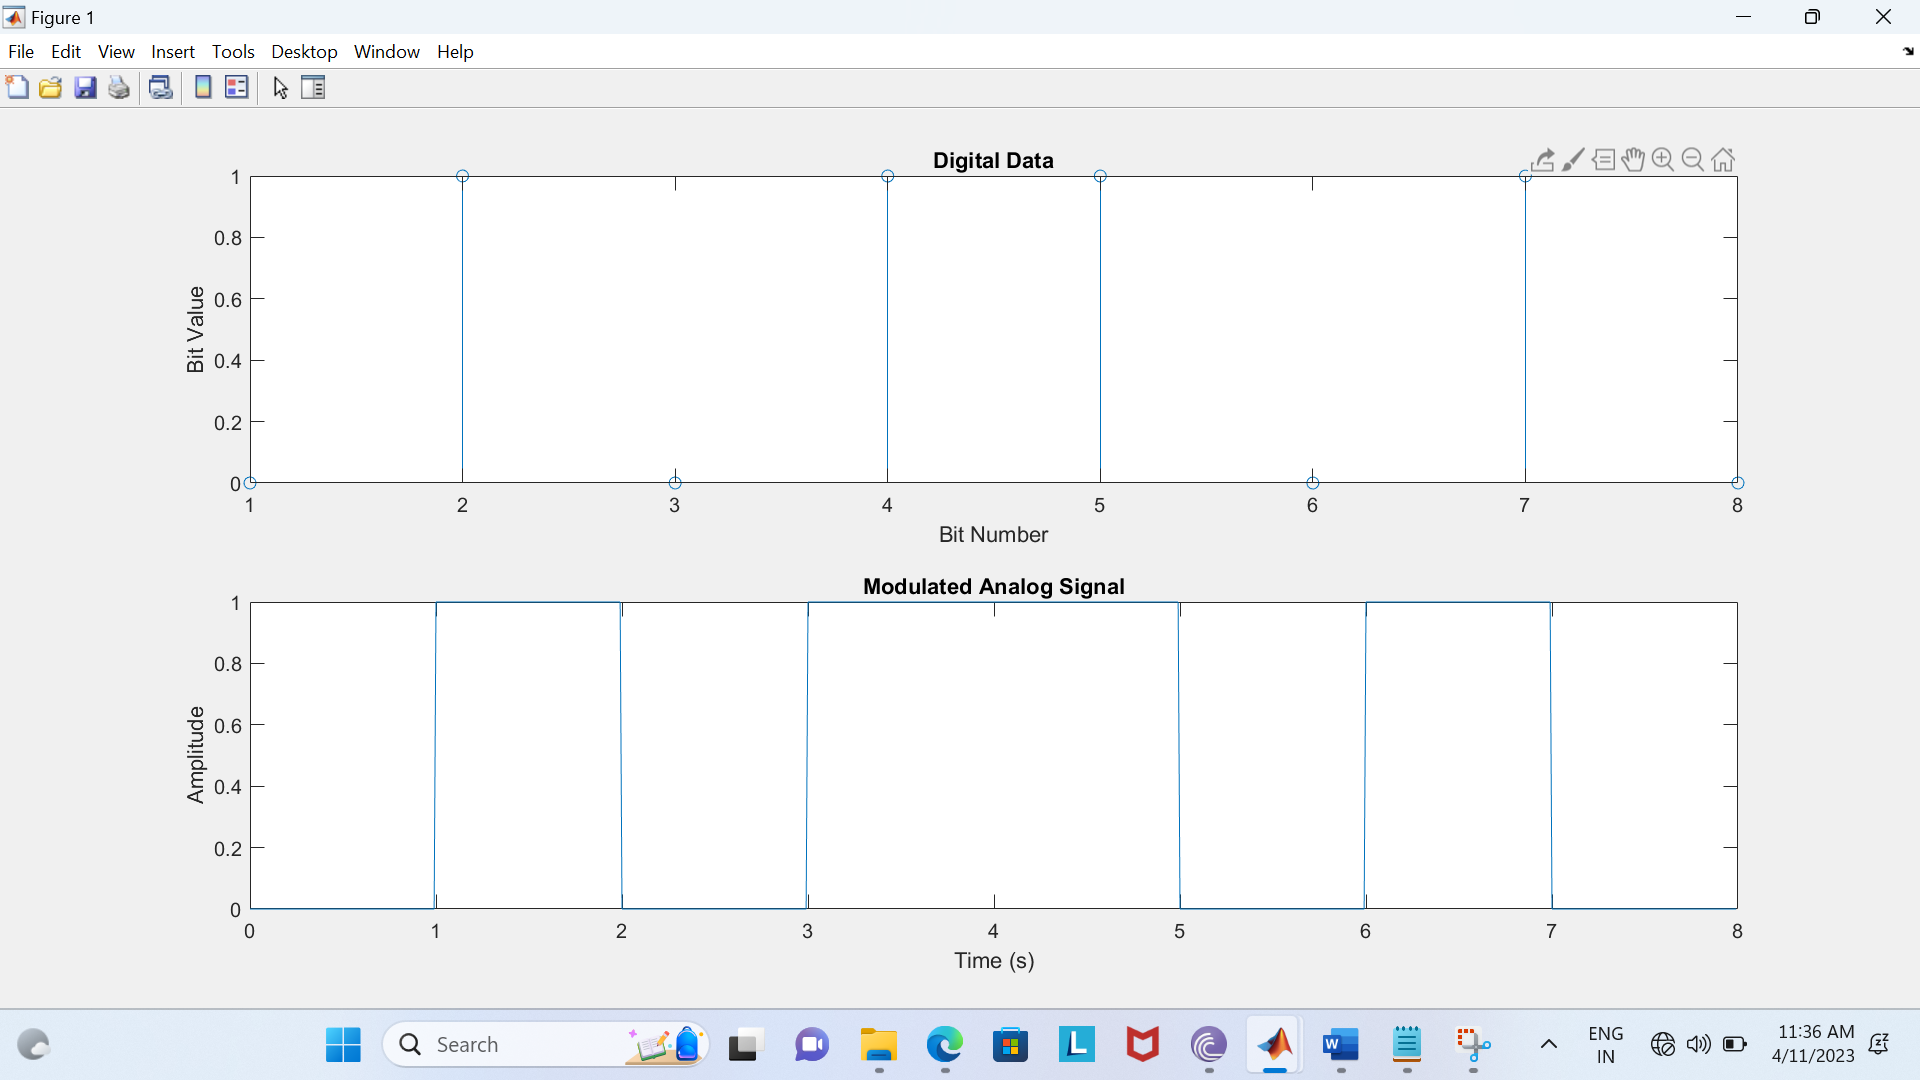 Figure 1
File Edit View Insert Tools Desktop Window Help
Digital Data
1
0.8
0.6
0.4
0.2
0
Bit Value
1 2 3 4 5 6 7 8
Bit Number
Modulated Analog Signal
1
0.8
0.6
0.4
0.2
0
Amplitude
0 1 2 3 4 5 6 7 8
Time (s)
Search
L
W
ENG
IN
11:36 AM
4/11/2023